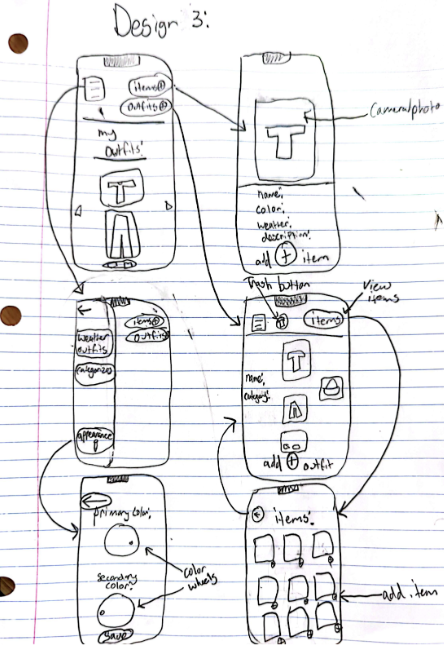 Design 3:
items+
outfits+
my
outfits:
camera/photo
name:
color:
weather:
description:
add + item
Trash button
view
items
items
weather
outfits
categorize
appearance
items+
outfits
name:
category:
add + outfit
primary color:
secondary
color:
save
color
wheels
items:
add item